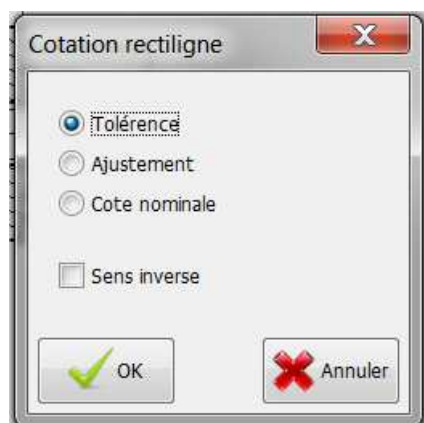 Cotation rectiligne
Tolérence
Ajustement
Cote nominale
Sens inverse
OK
Annuler